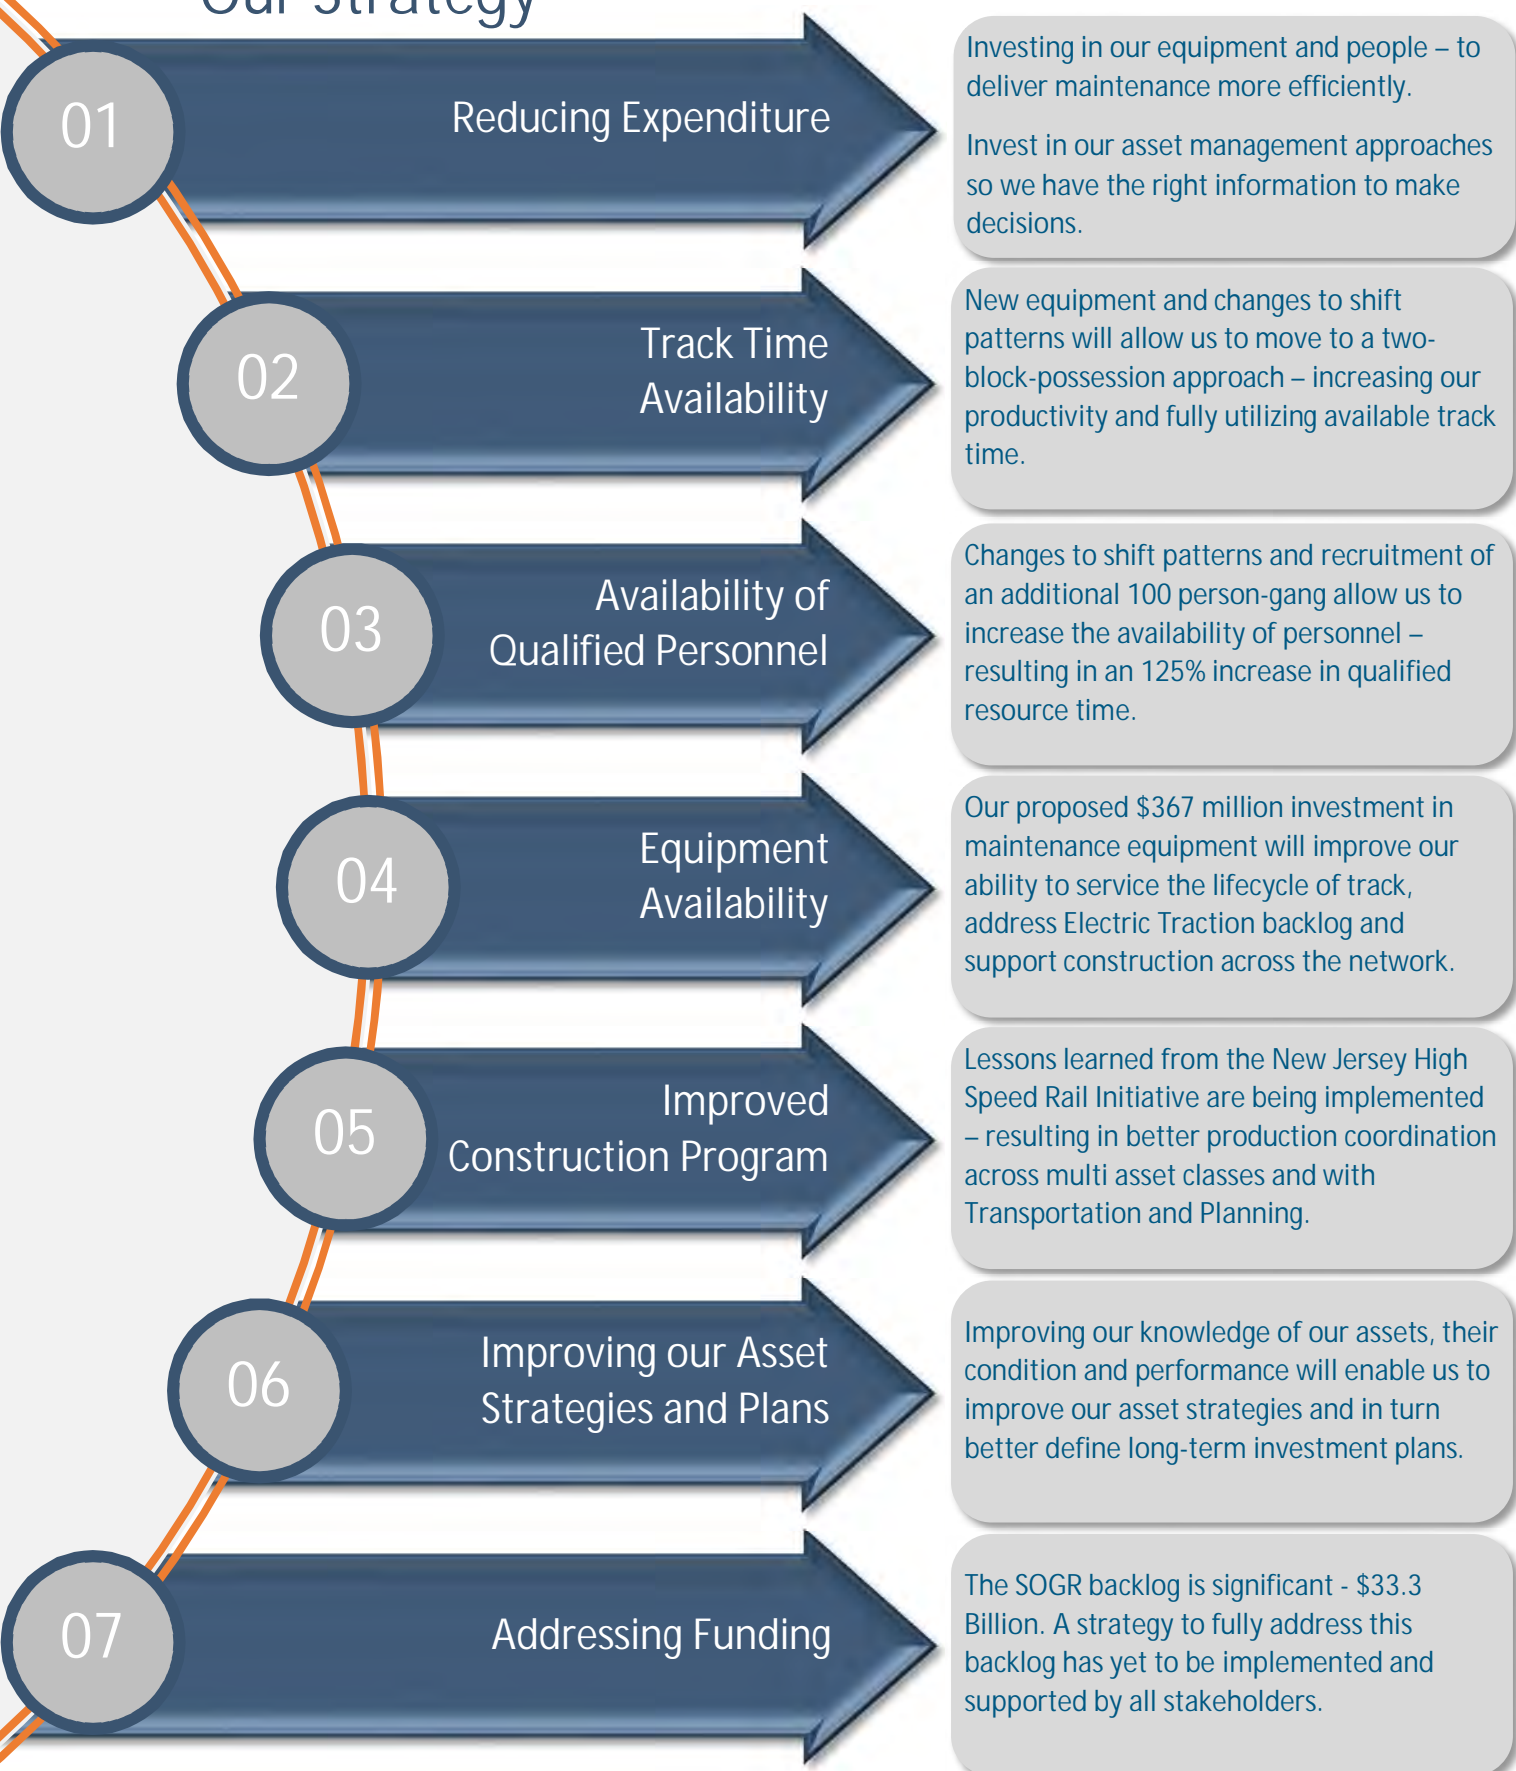 Our Strategy
01
Reducing Expenditure
Investing in our equipment and people – to
deliver maintenance more efficiently.
Invest in our asset management approaches
so we have the right information to make
decisions.
02
Track Time
Availability
New equipment and changes to shift
patterns will allow us to move to a two-
block-possession approach – increasing our
productivity and fully utilizing available track
time.
03
Availability of
Qualified Personnel
Changes to shift patterns and recruitment of
an additional 100 person-gang allow us to
increase the availability of personnel –
resulting in an 125% increase in qualified
resource time.
04
Equipment
Availability
Our proposed $367 million investment in
maintenance equipment will improve our
ability to service the lifecycle of track,
address Electric Traction backlog and
support construction across the network.
05
Improved
Construction Program
Lessons learned from the New Jersey High
Speed Rail Initiative are being implemented
– resulting in better production coordination
across multi asset classes and with
Transportation and Planning.
06
Improving our Asset
Strategies and Plans
Improving our knowledge of our assets, their
condition and performance will enable us to
improve our asset strategies and in turn
better define long-term investment plans.
07
Addressing Funding
The SOGR backlog is significant - $33.3
Billion. A strategy to fully address this
backlog has yet to be implemented and
supported by all stakeholders.